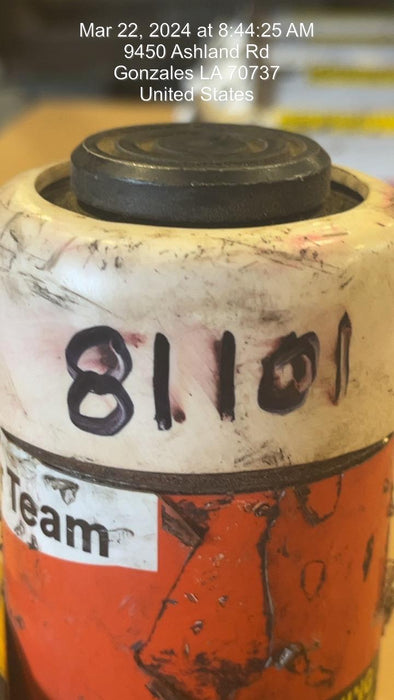 Mar 22, 2024 at 8:44:25 AM
9450 Ashland Rd
Gonzales LA 70737
United States
81101
Team